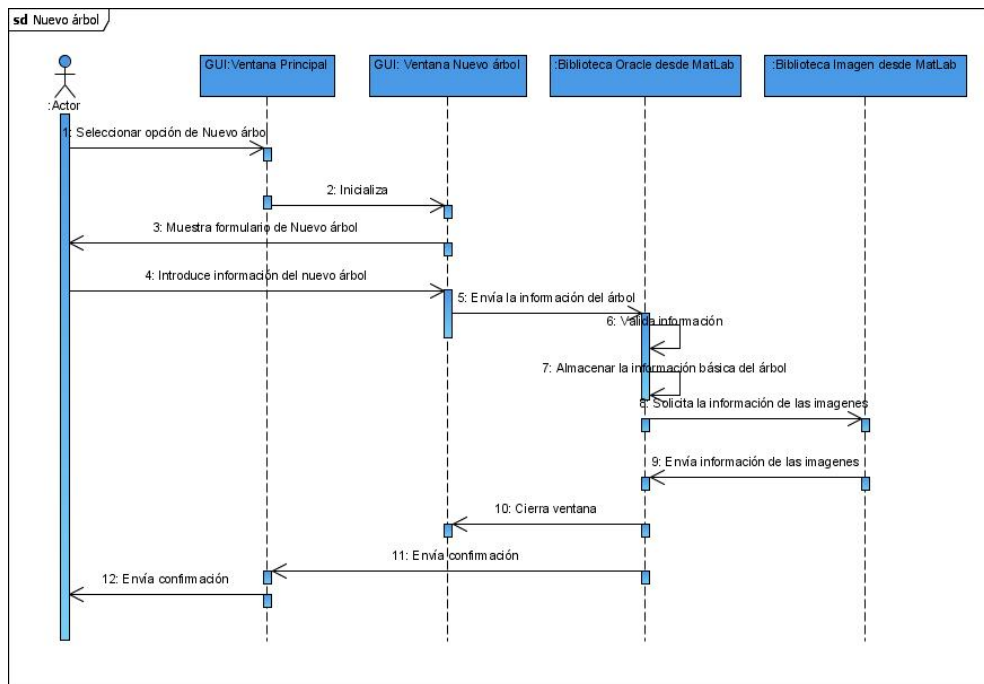 sd Nuevo árbol
GUI:Ventana Principal
GUI: Ventana Nuevo árbol
:Biblioteca Oracle desde MatLab
:Biblioteca Imagen desde MatLab
:Actor
1: Seleccionar opción de Nuevo árbol
2: Inicializa
3: Muestra formulario de Nuevo árbol
4: Introduce información del nuevo árbol
5: Envía la información del árbol
6: Valida información
7: Almacenar la información básica del árbol
8: Solicita la información de las imagenes
9: Envía información de las imagenes
10: Cierra ventana
11: Envía confirmación
12: Envía confirmación